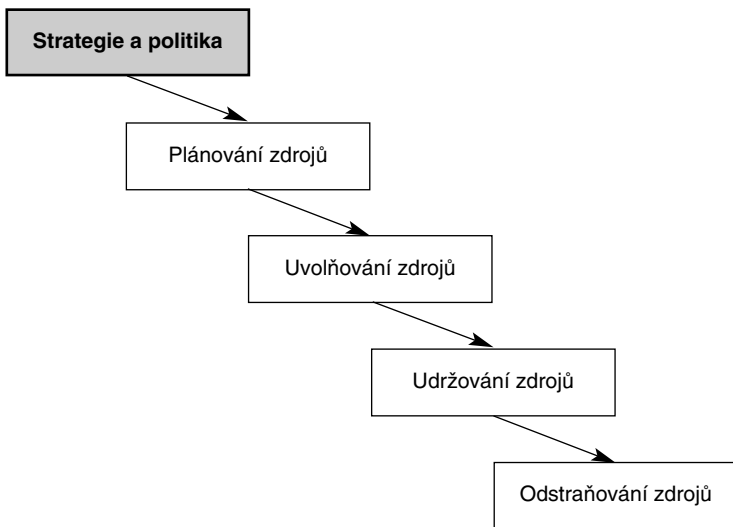 Strategie a politika
Plánování zdrojů
Uvolňování zdrojů
Udržování zdrojů
Odstraňování zdrojů